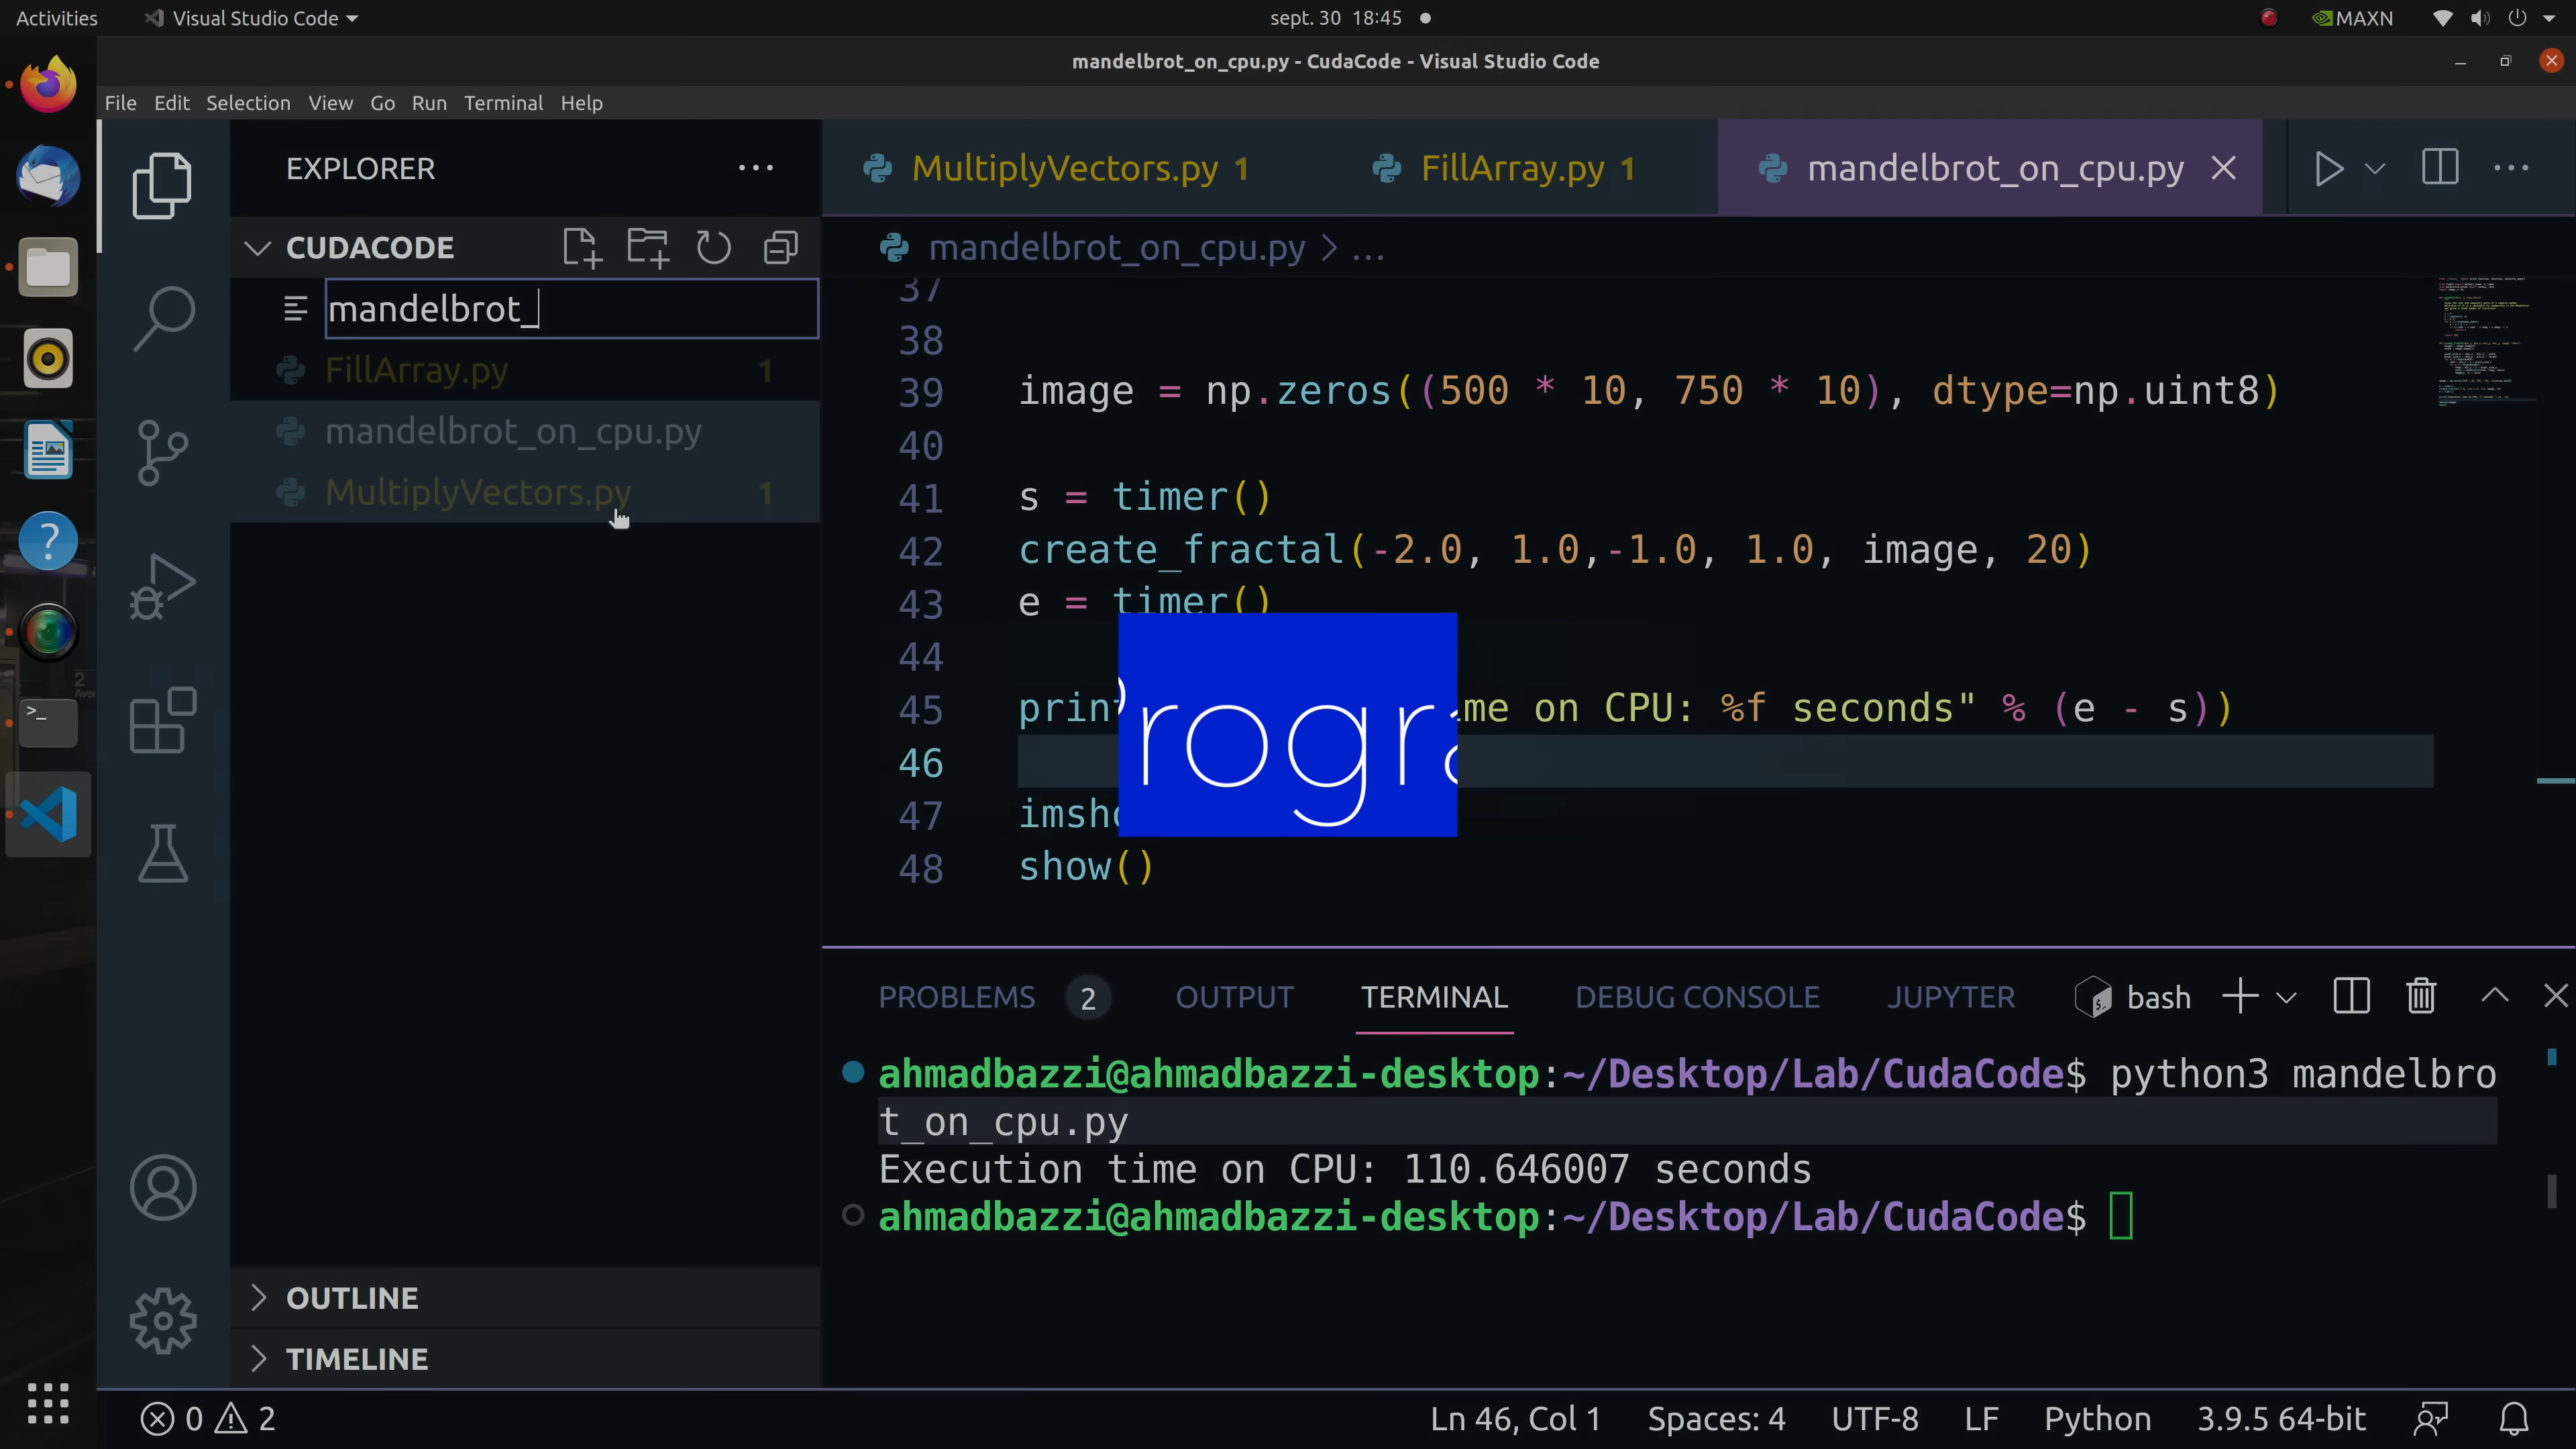 Activities
Visual Studio Code
sept. 30 18:45
MAXN
mandelbrot_on_cpu.py - CudaCode - Visual Studio Code
File Edit Selection View Go Run Terminal Help
EXPLORER
MultiplyVectors.py 1
FillArray.py 1
mandelbrot_on_cpu.py
CUDACODE
mandelbrot_on_cpu.py > ...
mandelbrot_
FillArray.py 1
mandelbrot_on_cpu.py
MultiplyVectors.py 1
37
38
39 image = np.zeros((500 * 10, 750 * 10), dtype=np.uint8)
40
41 s = timer()
42 create_fractal(-2.0, 1.0,-1.0, 1.0, image, 20)
43 e = timer()
44
45 print me on CPU: %f seconds" % (e - s))
rogra
46
47 imsho
48 show()
PROBLEMS 2 OUTPUT TERMINAL DEBUG CONSOLE JUPYTER
bash
ahmadbazzi@ahmadbazzi-desktop:~/Desktop/Lab/CudaCode$ python3 mandelbro
t_on_cpu.py
Execution time on CPU: 110.646007 seconds
ahmadbazzi@ahmadbazzi-desktop:~/Desktop/Lab/CudaCode$
OUTLINE
TIMELINE
0 2
Ln 46, Col 1 Spaces: 4 UTF-8 LF Python 3.9.5 64-bit